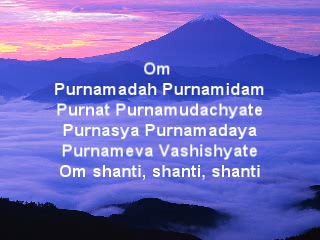 Om
Purnamadah Purnamidam
Purnat Purnamudachyate
Purnasya Purnamadaya
Purnameva Vashishyate
Om shanti, shanti, shanti